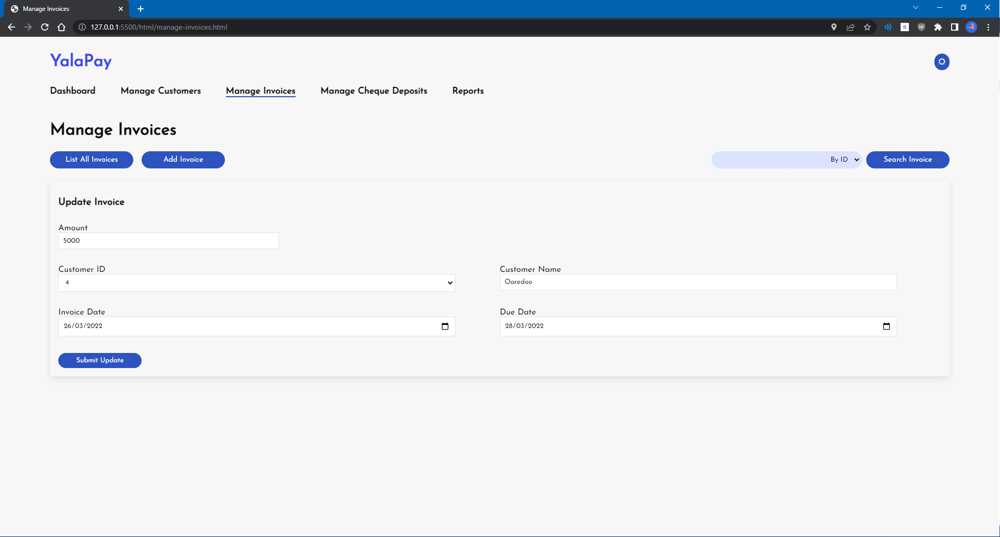 Manage Invoices
127.0.0.1:5500/html/manage-invoices.html
YalaPay
Dashboard Manage Customers Manage Invoices Manage Cheque Deposits Reports
Manage Invoices
List All Invoices Add Invoice By ID Search Invoice
Update Invoice
Amount
5000
Customer ID Customer Name
4 Ooredoo
Invoice Date Due Date
26/03/2022 28/03/2022
Submit Update